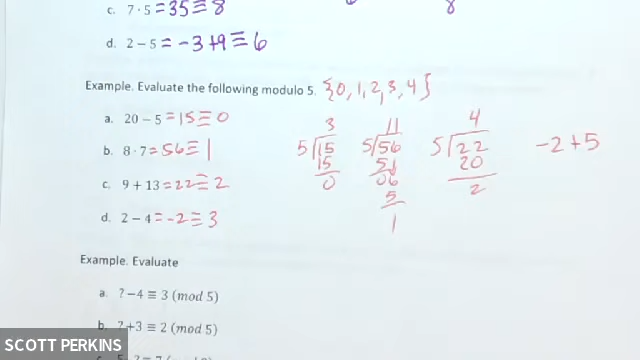 c. 7 · 5 = 35 ≡ 8
8
d. 2 – 5 = -3 + 9 ≡ 6
Example. Evaluate the following modulo 5. {0, 1, 2, 3, 4}
a. 20 – 5 = 15 ≡ 0
b. 8 · 7 = 56 ≡ 1
c. 9 + 13 = 22 ≡ 2
d. 2 – 4 = -2 ≡ 3
3
5)15
15
0
11
5)56
06
5
1
4
5)22
20
2
-2+5
Example. Evaluate
a. ? – 4 ≡ 3 (mod 5)
b. ? + 3 ≡ 2 (mod 5)
SCOTT PERKINS